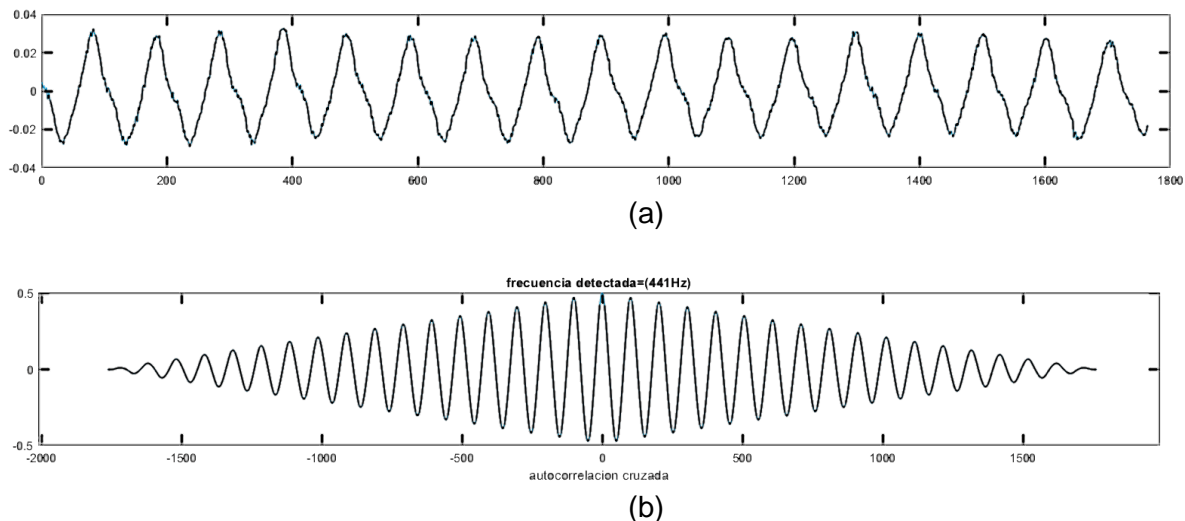 0.04
0.02
0
-0.02
-0.04
0 200 400 600 800 1000 1200 1400 1600 1800
(a)
frecuencia detectada=(441Hz)
0.5
0
-0.5
-2000 -1500 -1000 -500 0 500 1000 1500
autocorrelacion cruzada
(b)